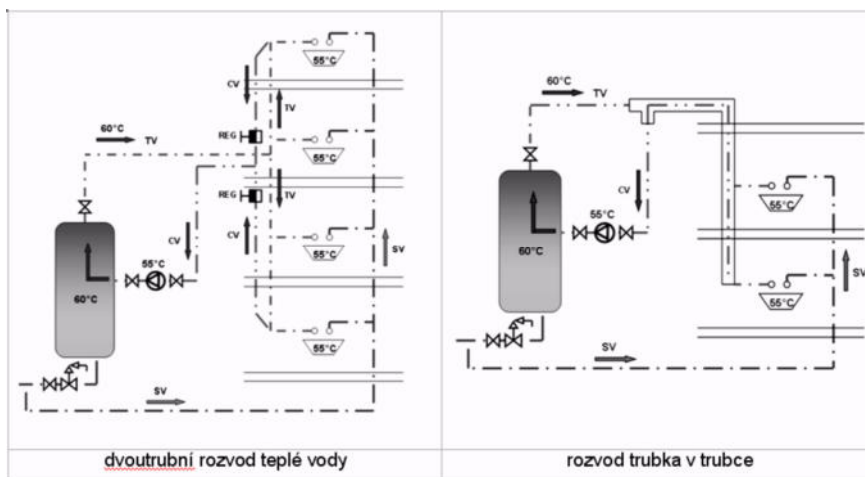 55°C
CV
TV
60°C
TV
REG
55°C
REG
TV
CV
CV
55°C
SV
55°C
60°C
55°C
SV
dvoutrubní rozvod teplé vody
60°C
TV
CV
55°C
55°C
60°C
SV
55°C
SV
rozvod trubka v trubce